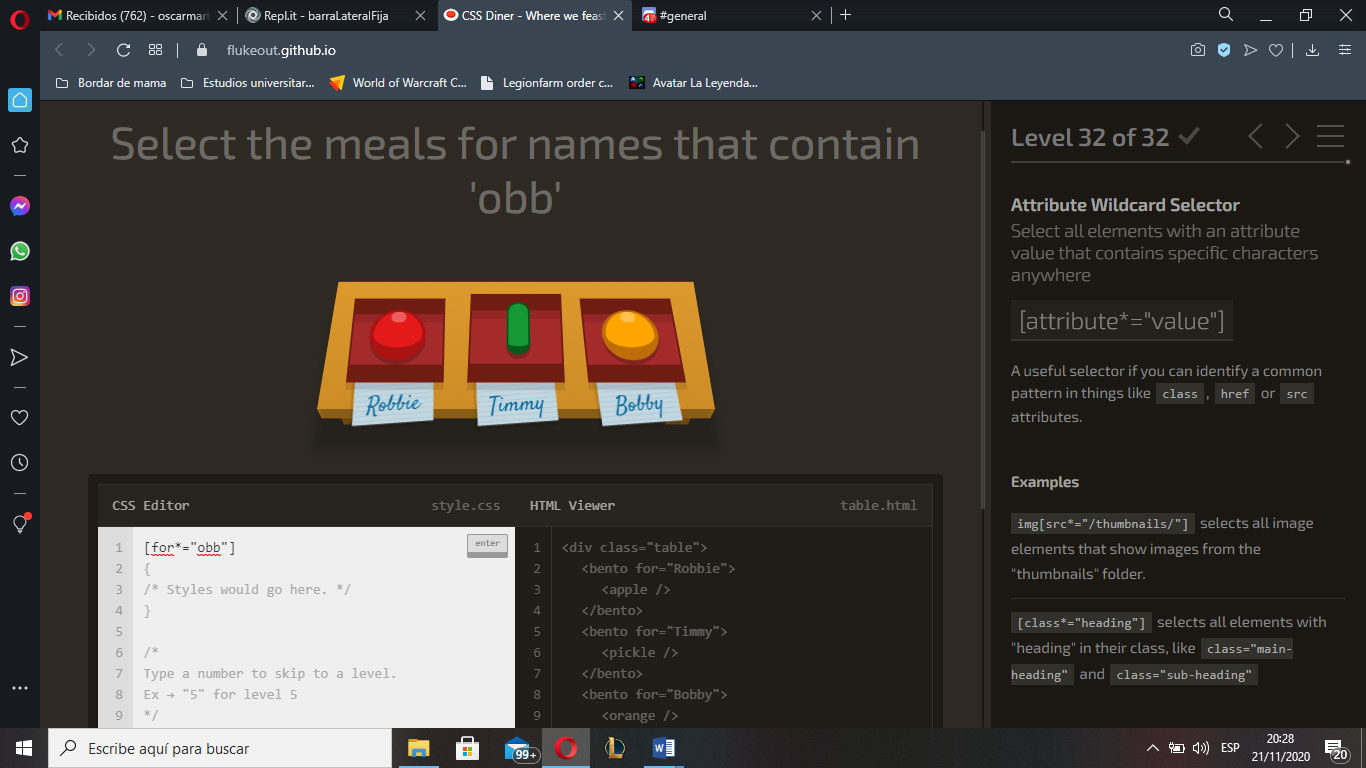 Recibidos (762) - oscarmar
Repl.it - barraLateralFija
CSS Diner - Where we feas
47 #general
flukeout.github.io
Bordar de mama
Estudios universitar...
World of Warcraft C...
Legionfarm order c...
Avatar La Leyenda...
Select the meals for names that contain
'obb'
Robbie
Timmy
Bobby
CSS Editor
style.css
HTML Viewer
table.html
1 [for*="obb"]
enter
2 {
3 /* Styles would go here. */
4 }
5
6 /*
7 Type a number to skip to a level.
8 Ex → "5" for level 5
9 */
1 <div class="table">
2 <bento for="Robbie">
3 <apple />
4 </bento>
5 <bento for="Timmy">
6 <pickle />
7 </bento>
8 <bento for="Bobby">
9 <orange />
Level 32 of 32
Attribute Wildcard Selector
Select all elements with an attribute
value that contains specific characters
anywhere
[attribute*="value"]
A useful selector if you can identify a common
pattern in things like class , href or src
attributes.
Examples
img[src*="/thumbnails/"] selects all image
elements that show images from the
"thumbnails" folder.
[class*="heading"] selects all elements with
"heading" in their class, like class="main-
heading" and class="sub-heading"
Escribe aquí para buscar
99+
W
ESP
20:28
21/11/2020
20